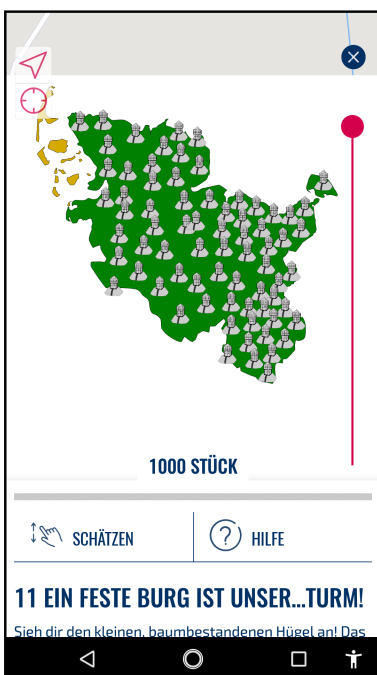 1000 STÜCK
SCHÄTZEN
HILFE
11 EIN FESTE BURG IST UNSER...TURM!
Sieh dir den kleinen, baumbestandenen Hügel an! Das